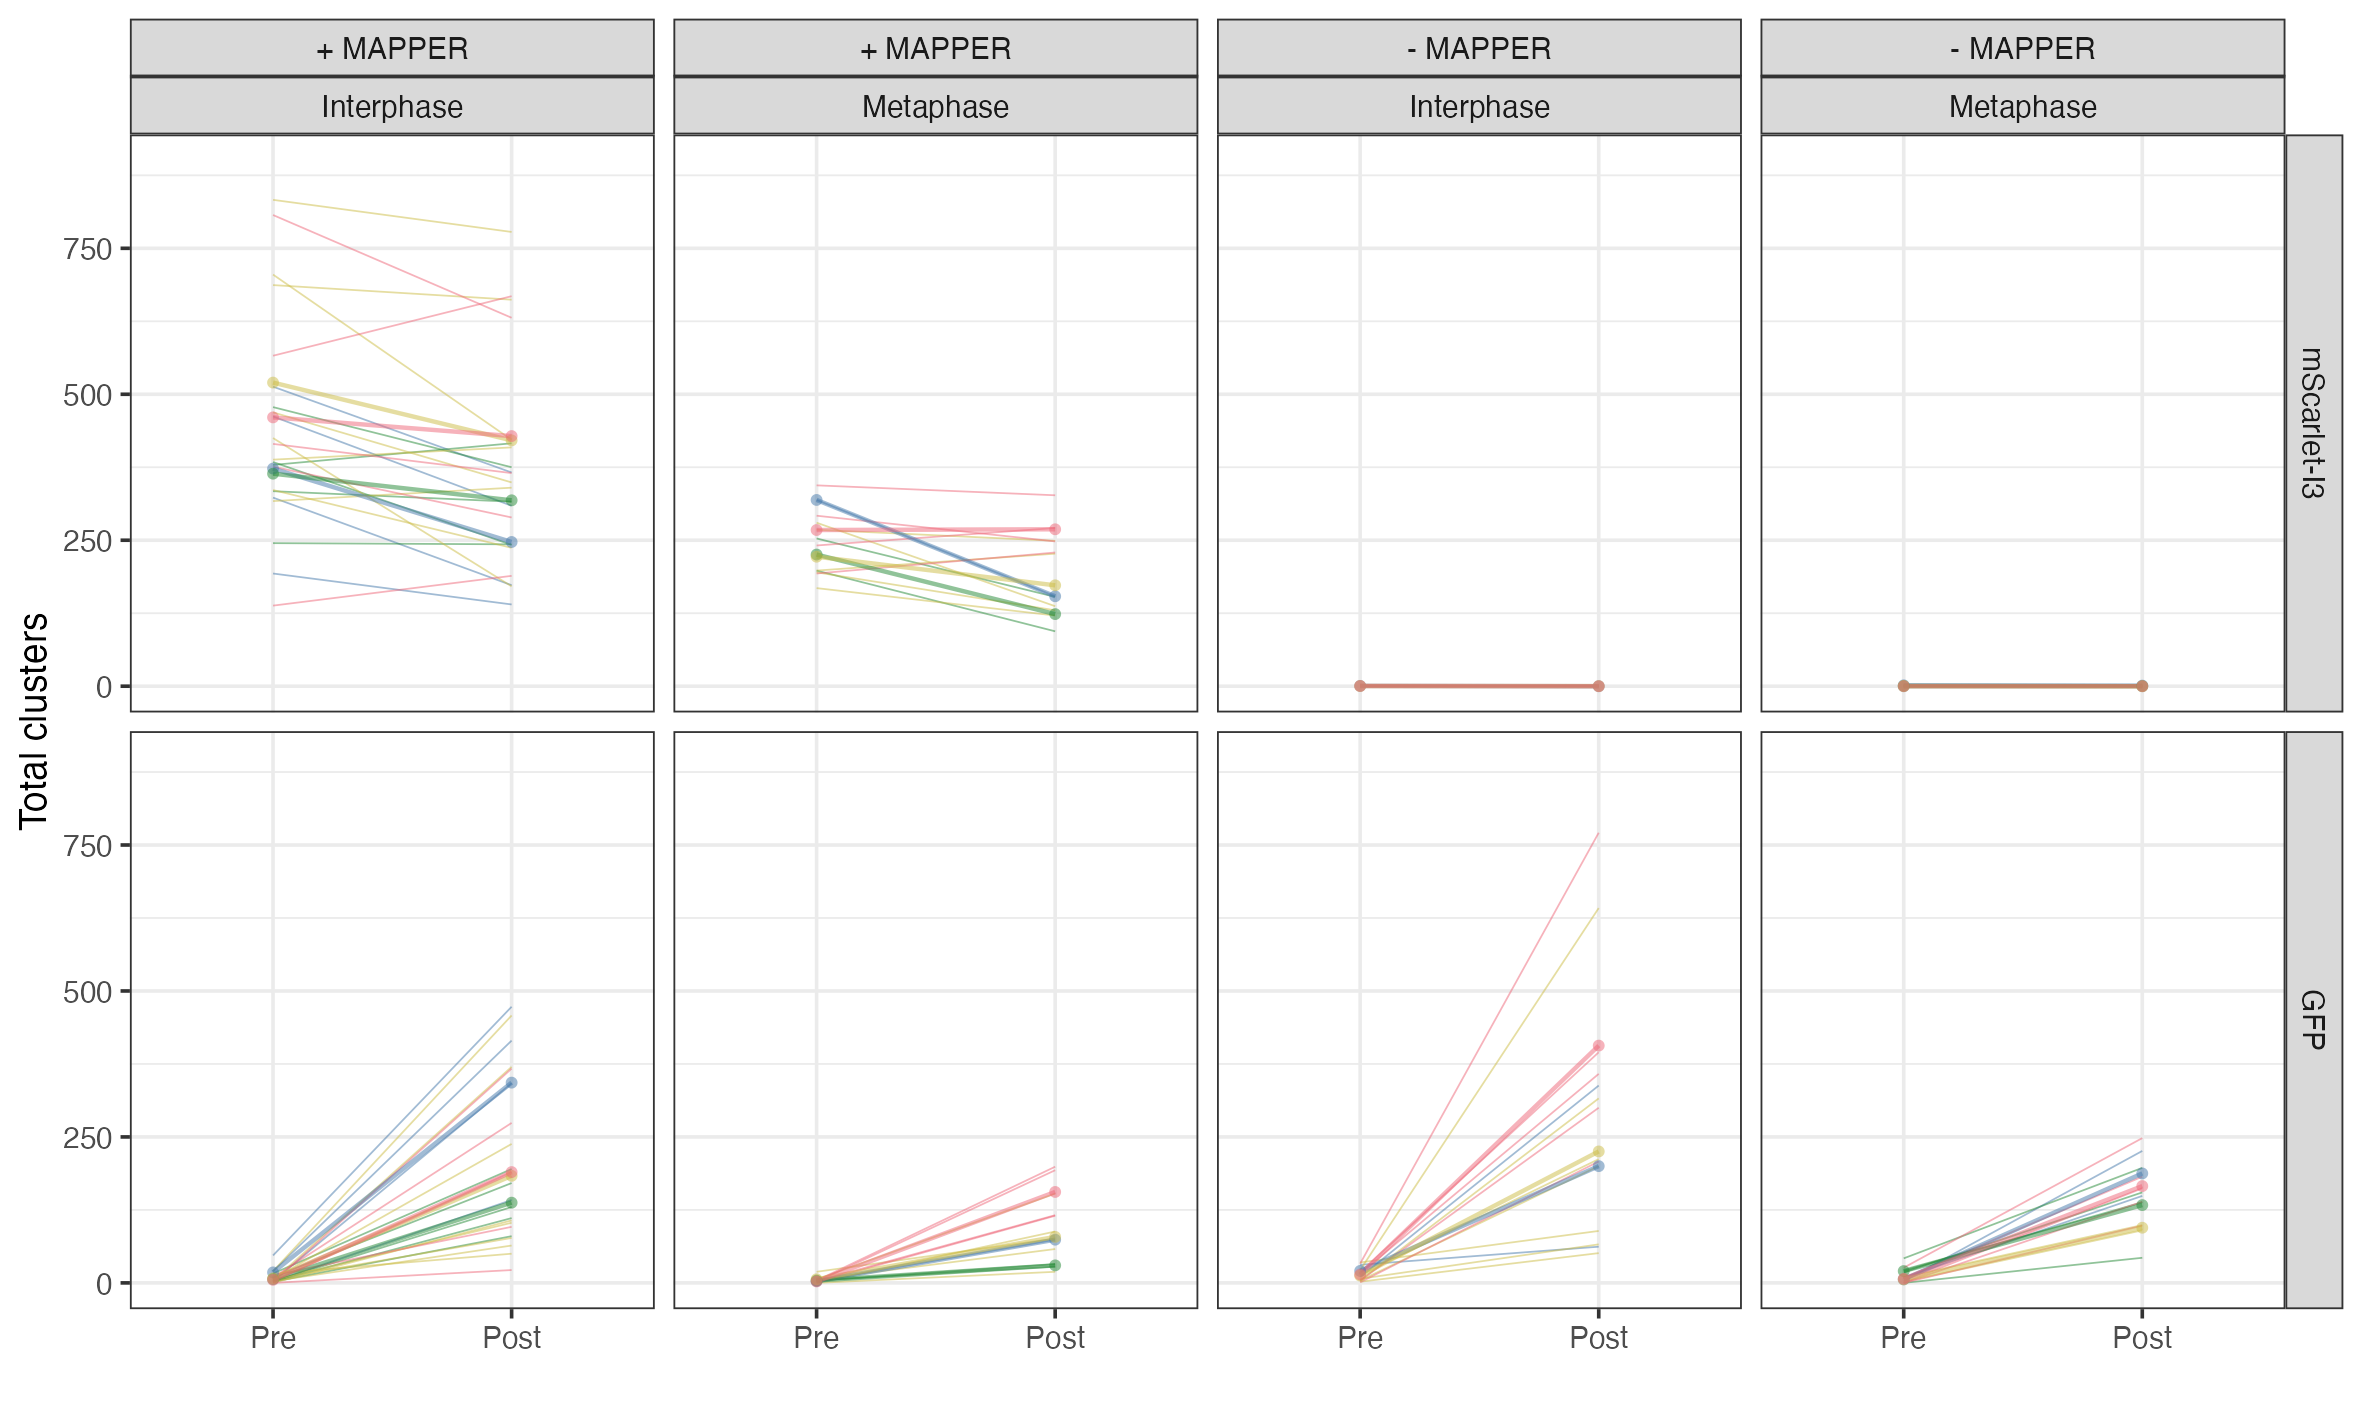 + MAPPER
+ MAPPER
- MAPPER
- MAPPER
Interphase
Metaphase
Interphase
Metaphase
750
500
250
0
mScarlet-I3
Total clusters
750
500
250
0
GFP
Pre
Post
Pre
Post
Pre
Post
Pre
Post